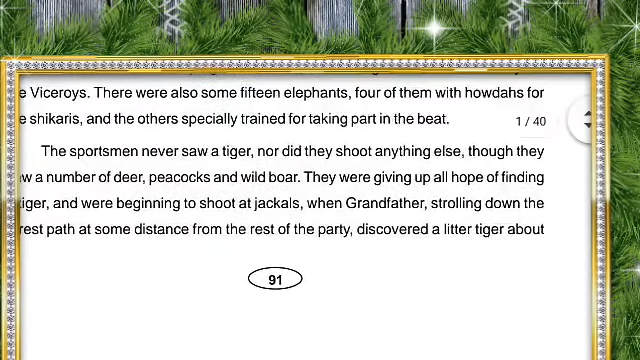 e Viceroys. There were also some fifteen elephants, four of them with howdahs for
e shikaris, and the others specially trained for taking part in the beat.
1 / 40
The sportsmen never saw a tiger, nor did they shoot anything else, though they
w a number of deer, peacocks and wild boar. They were giving up all hope of finding
tiger, and were beginning to shoot at jackals, when Grandfather, strolling down the
rest path at some distance from the rest of the party, discovered a litter tiger about
91